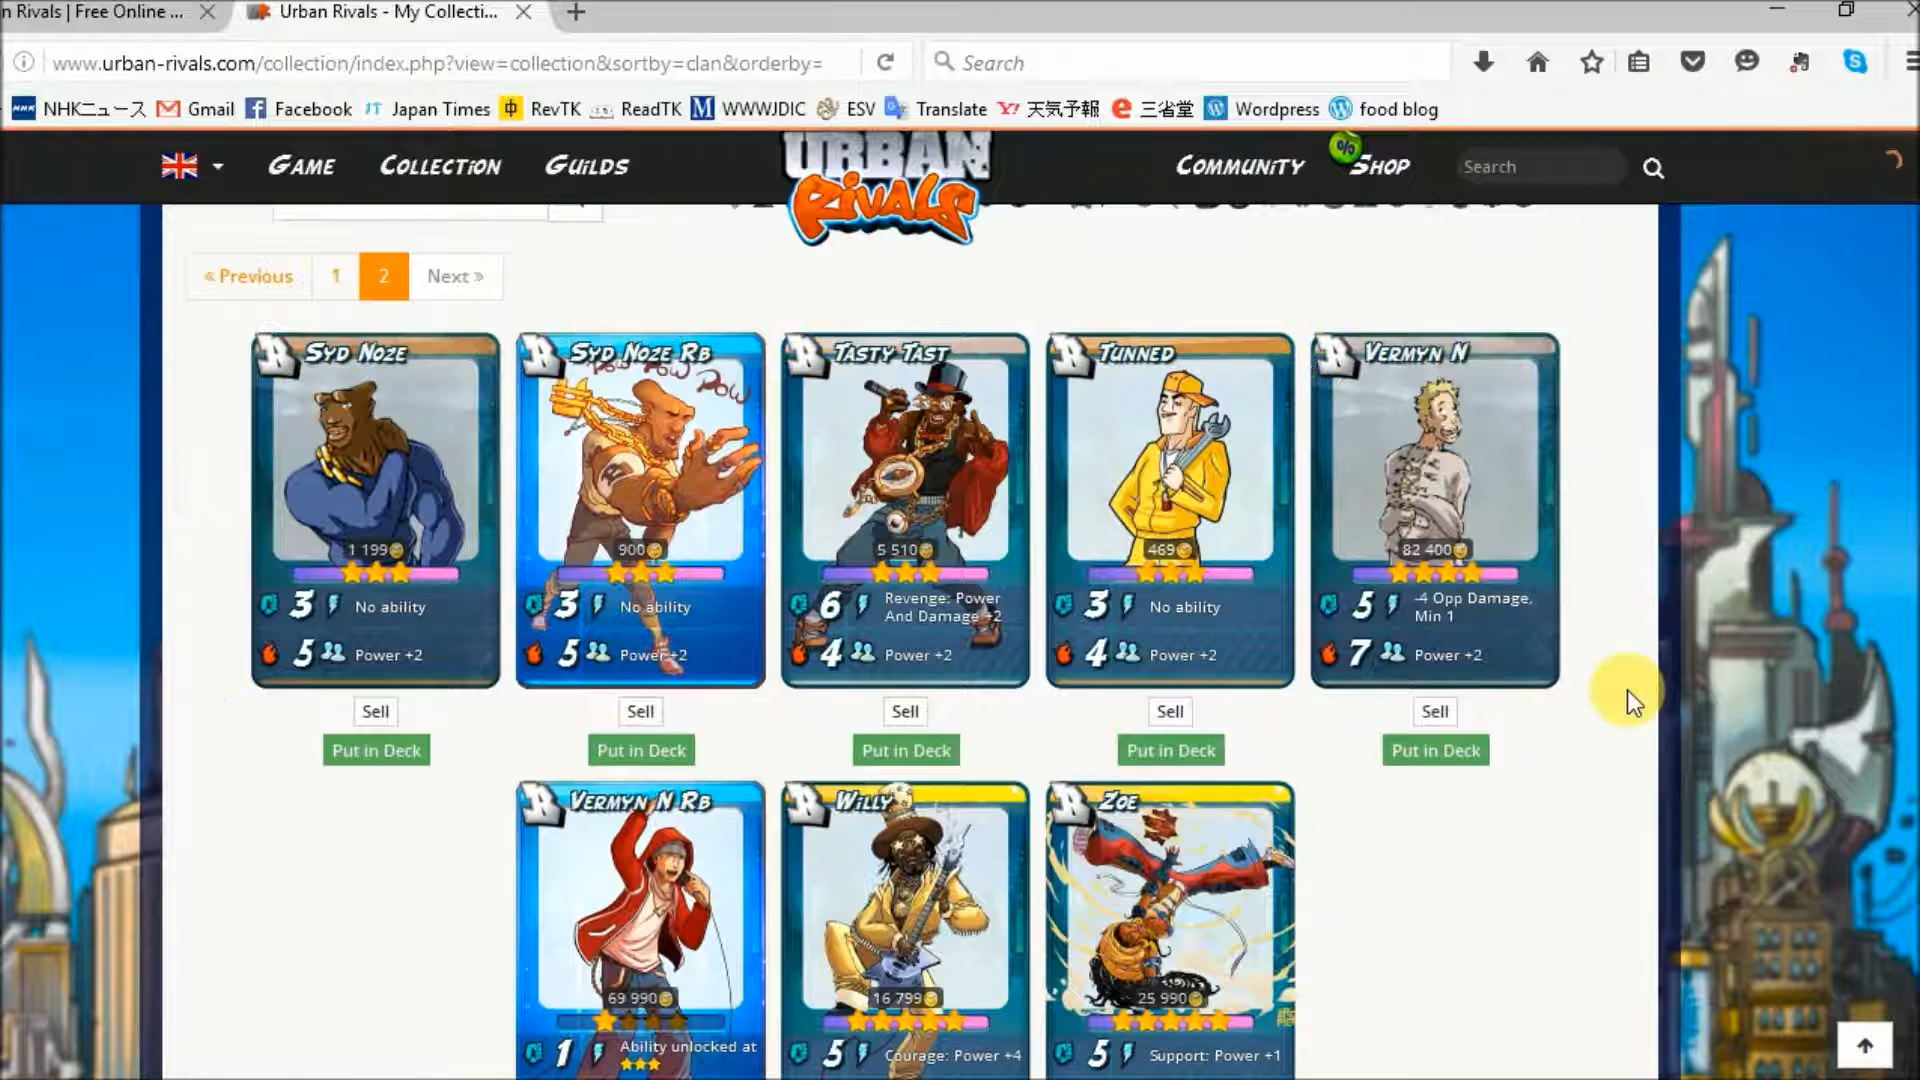 n Rivals | Free Online ...
Urban Rivals - My Collecti...
www.urban-rivals.com/collection/index.php?view=collection&sortby=clan&orderby=
Search
NHKニュース
Gmail
Facebook
Japan Times
RevTK
ReadTK
WWWJDIC
ESV
Translate
天気予報
三省堂
Wordpress
food blog
GAME
COLLECTION
GUILDS
URBAN
RIVALS
COMMUNITY
%
SHOP
Search
« Previous
1
2
Next »
SYD NOZE
SYD NOZE RB
TASTY TAST
TUNNED
VERMYN N
POW POW POW
1 199
900
5 510
469
82 400
3
No ability
5
Power +2
3
No ability
5
Power +2
6
Revenge: Power
And Damage +2
4
Power +2
3
No ability
4
Power +2
5
-4 Opp Damage,
Min 1
7
Power +2
Sell
Sell
Sell
Sell
Sell
Put in Deck
Put in Deck
Put in Deck
Put in Deck
Put in Deck
VERMYN N RB
WILLY
ZOE
69 990
16 799
25 990
1
Ability unlocked at
5
Courage: Power +4
5
Support: Power +1